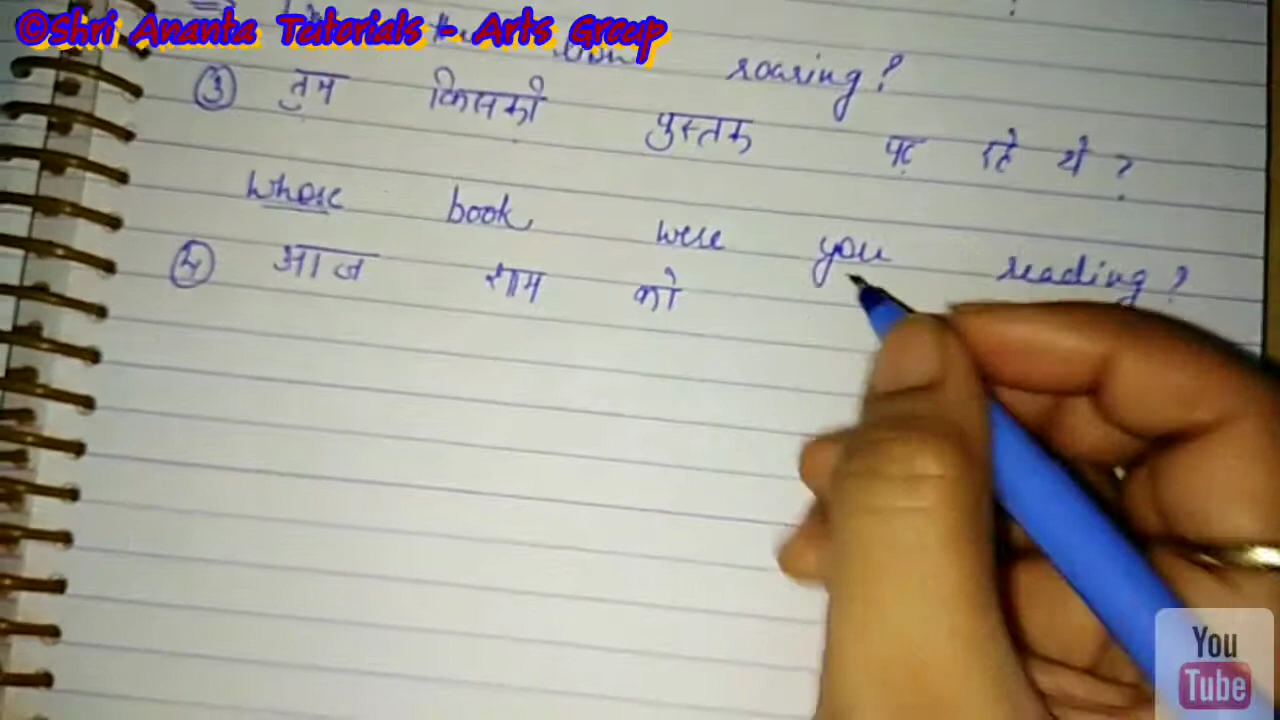 ©Shri Ananta Tutorials - Arts Group
roaring?
③ तुम किसकी पुस्तक पढ़ रहे थे ?
whose book were you reading?
④ आज शाम को
You
Tube